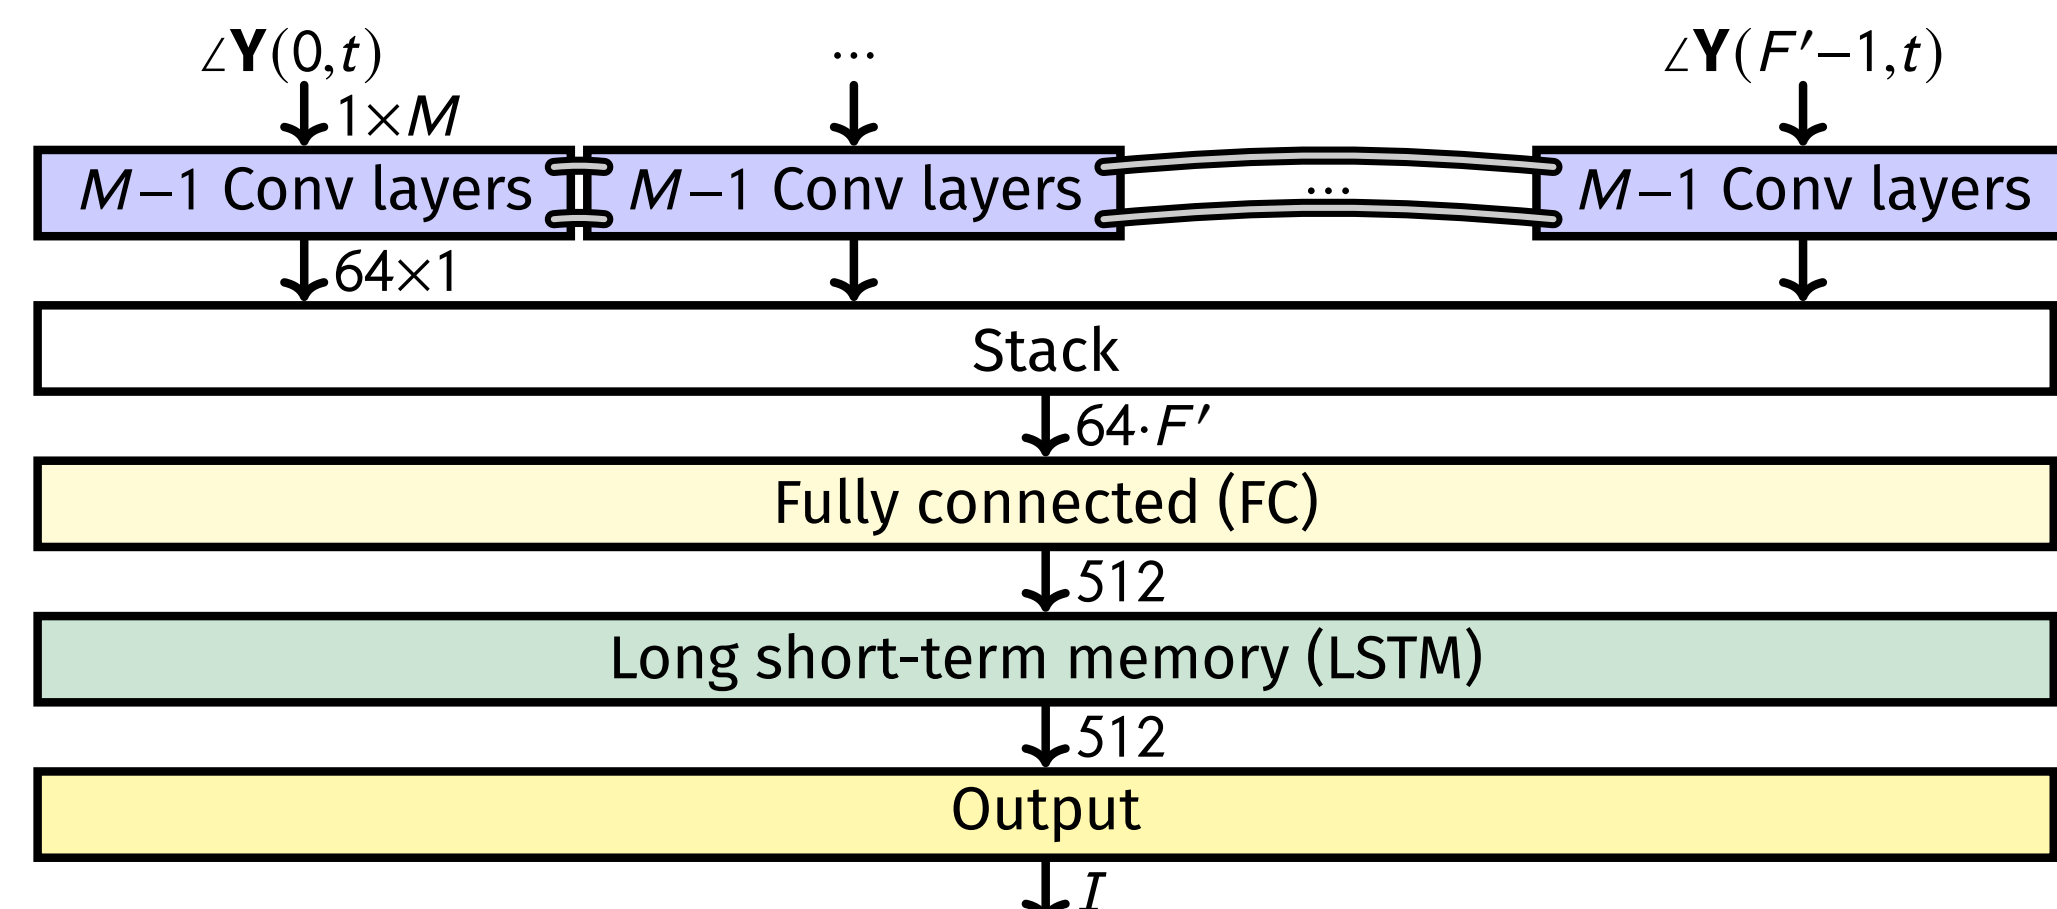 ∠Y(0,t) ... ∠Y(F′−1,t)
1×M
M−1 Conv layers M−1 Conv layers ... M−1 Conv layers
64×1
Stack
64·F′
Fully connected (FC)
512
Long short-term memory (LSTM)
512
Output
I